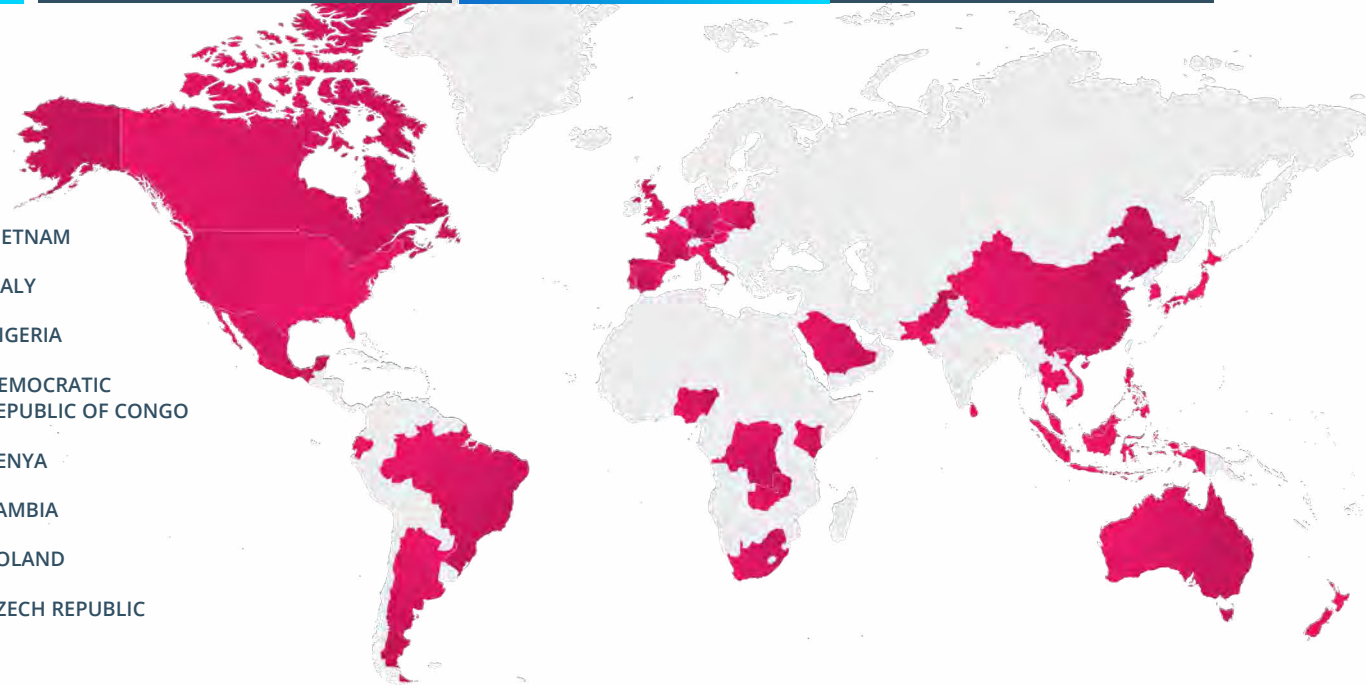 ETNAM
ALY
IGERIA
EMOCRATIC
EPUBLIC OF CONGO
ENYA
AMBIA
OLAND
ZECH REPUBLIC